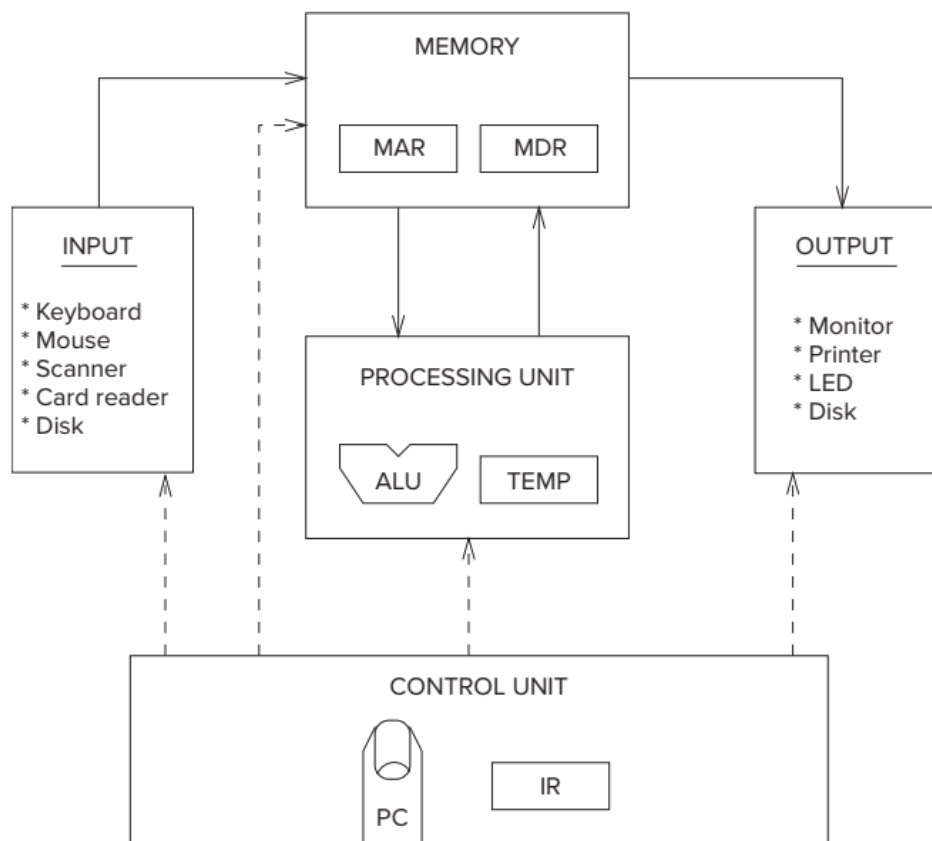 MEMORY
MAR
MDR
INPUT
* Keyboard
* Mouse
* Scanner
* Card reader
* Disk
OUTPUT
* Monitor
* Printer
* LED
* Disk
PROCESSING UNIT
ALU
TEMP
CONTROL UNIT
PC
IR